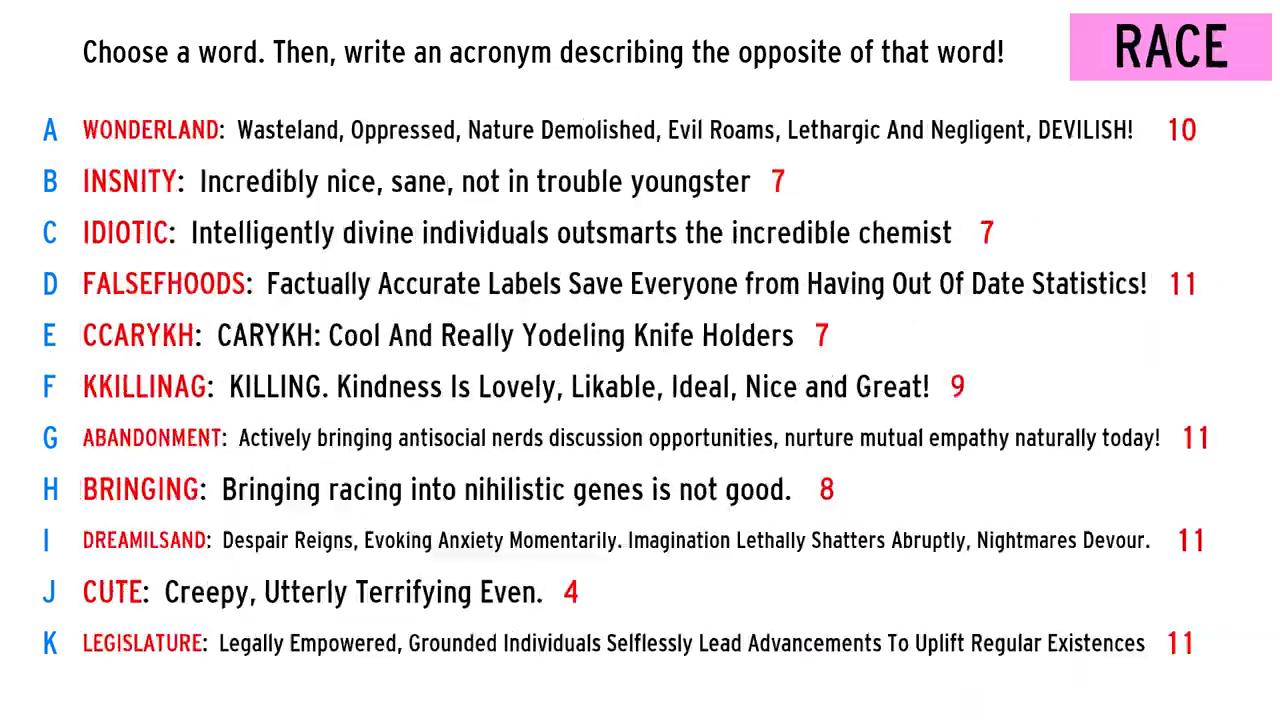 Choose a word. Then, write an acronym describing the opposite of that word!
RACE
A WONDERLAND: Wasteland, Oppressed, Nature Demolished, Evil Roams, Lethargic And Negligent, DEVILISH! 10
B INSNITY: Incredibly nice, sane, not in trouble youngster 7
C IDIOTIC: Intelligently divine individuals outsmarts the incredible chemist 7
D FALSEFHOODS: Factually Accurate Labels Save Everyone from Having Out Of Date Statistics! 11
E CCARYKH: CARYKH: Cool And Really Yodeling Knife Holders 7
F KKILLINAG: KILLING. Kindness Is Lovely, Likable, Ideal, Nice and Great! 9
G ABANDONMENT: Actively bringing antisocial nerds discussion opportunities, nurture mutual empathy naturally today! 11
H BRINGING: Bringing racing into nihilistic genes is not good. 8
I DREAMILSAND: Despair Reigns, Evoking Anxiety Momentarily. Imagination Lethally Shatters Abruptly, Nightmares Devour. 11
J CUTE: Creepy, Utterly Terrifying Even. 4
K LEGISLATURE: Legally Empowered, Grounded Individuals Selflessly Lead Advancements To Uplift Regular Existences 11